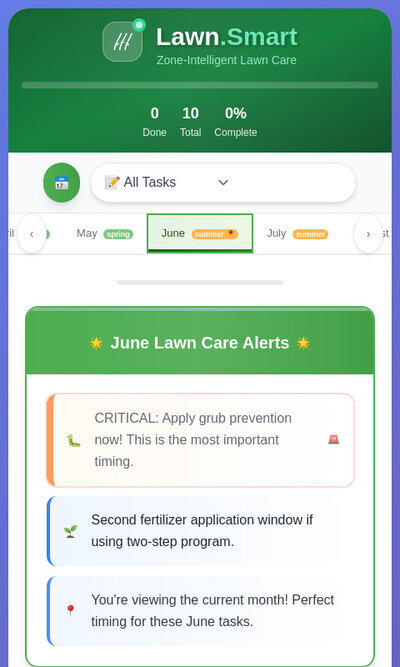 Lawn.Smart
Zone-Intelligent Lawn Care
0 10 0%
Done Total Complete
All Tasks
ril May spring June summer July summer st
June Lawn Care Alerts
CRITICAL: Apply grub prevention
now! This is the most important
timing.
Second fertilizer application window if
using two-step program.
You're viewing the current month! Perfect
timing for these June tasks.